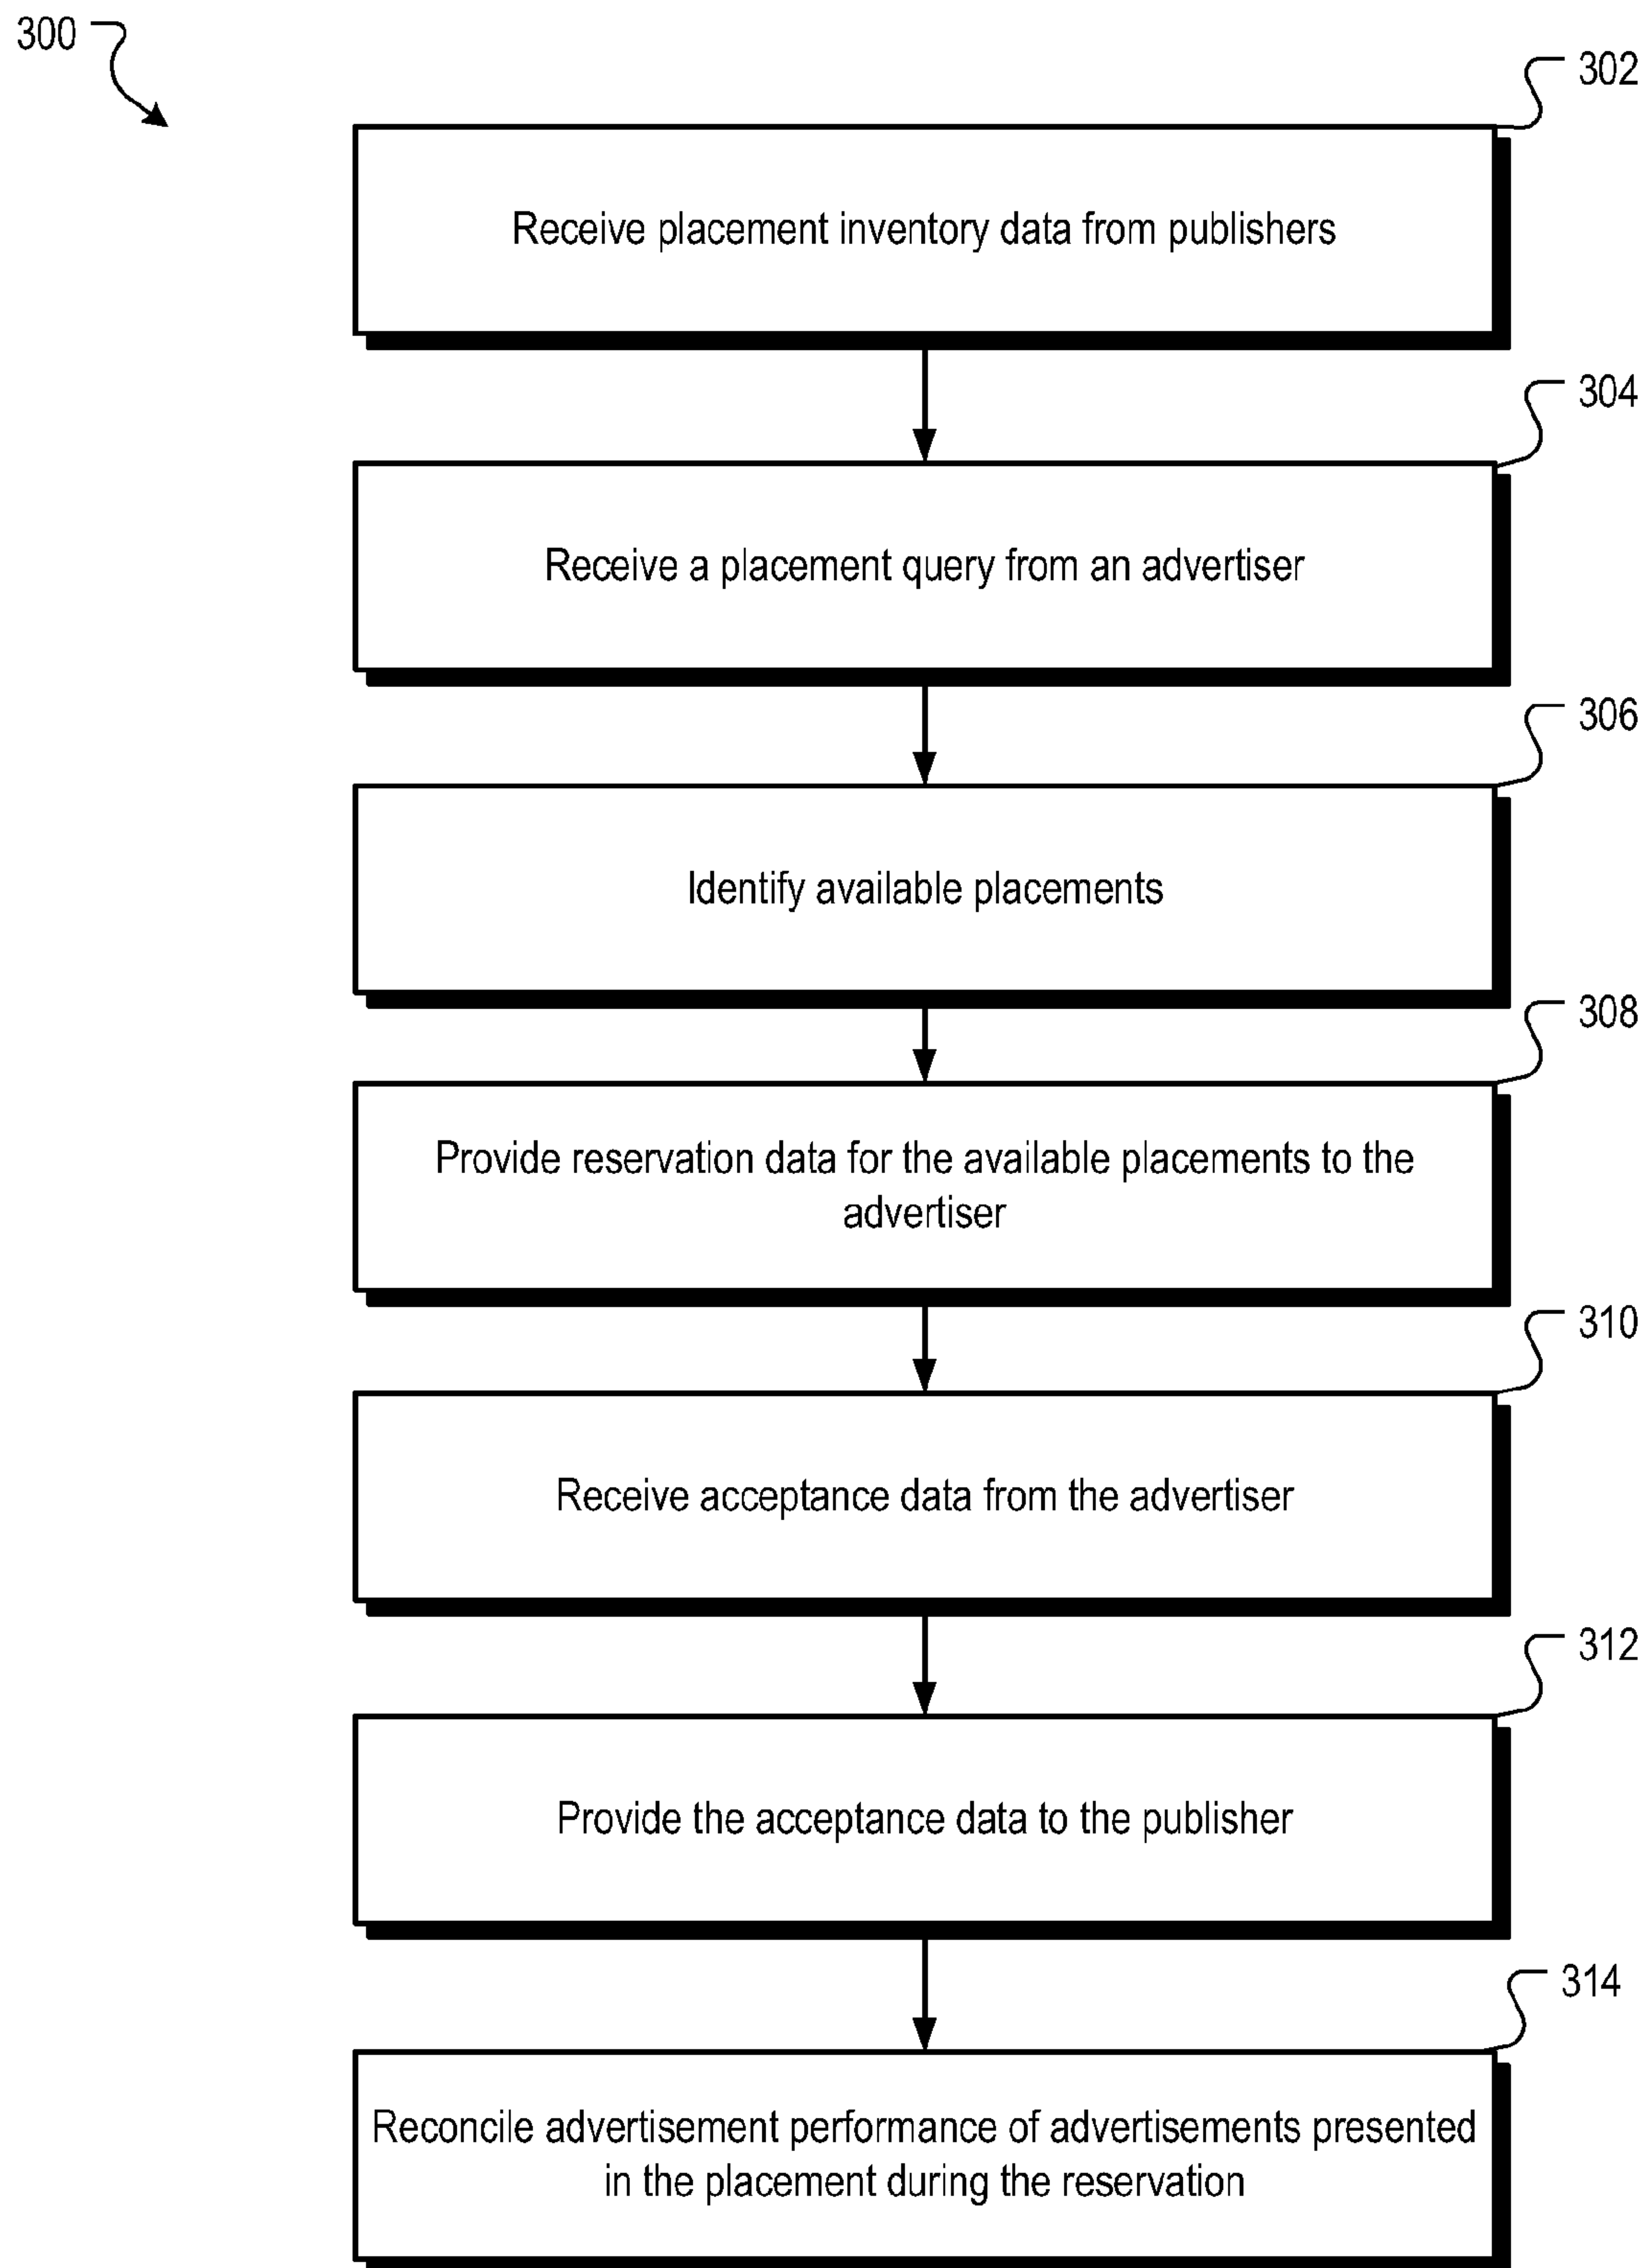 300
302
Receive placement inventory data from publishers
304
Receive a placement query from an advertiser
306
Identify available placements
308
Provide reservation data for the available placements to the
advertiser
310
Receive acceptance data from the advertiser
312
Provide the acceptance data to the publisher
314
Reconcile advertisement performance of advertisements presented
in the placement during the reservation